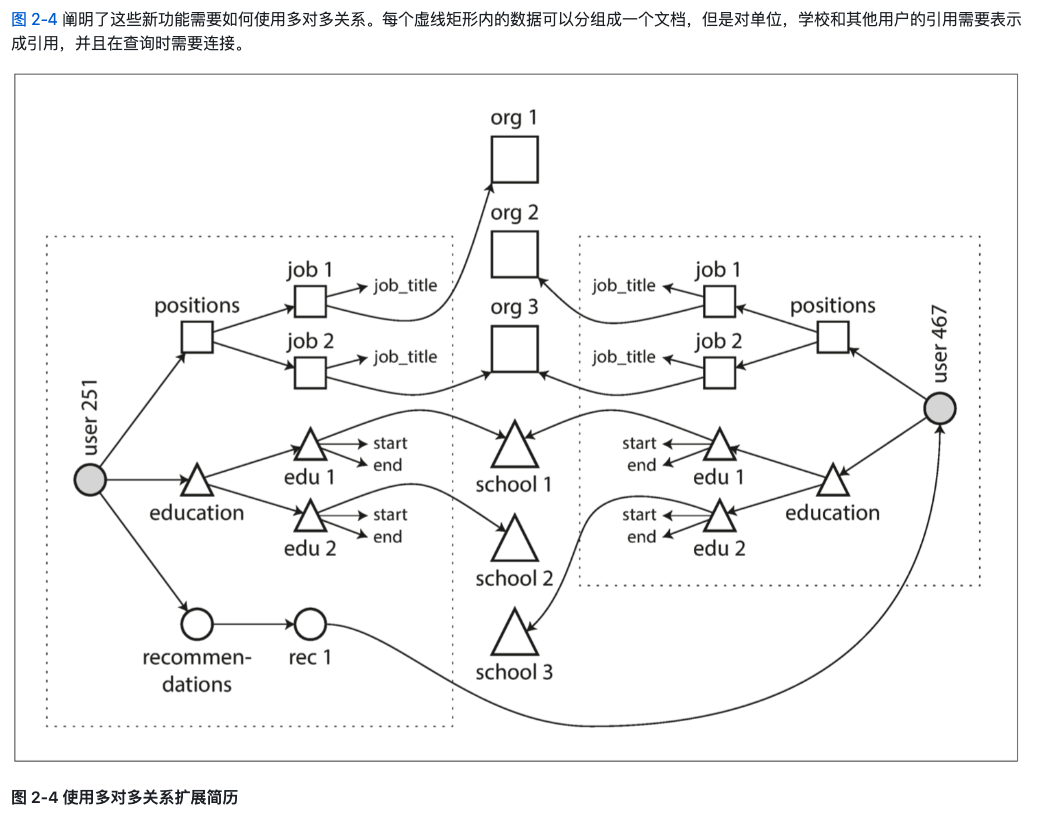 图 2-4 阐明了这些新功能需要如何使用多对多关系。每个虚线矩形内的数据可以分组成一个文档，但是对单位，学校和其他用户的引用需要表示
成引用，并且在查询时需要连接。
org 1
org 2
org 3
job 1
job_title
positions
job 2
job_title
user 251
edu 1
start
end
education
edu 2
start
end
recommen-
dations
rec 1
school 1
school 2
school 3
job 1
job_title
positions
job 2
job_title
user 467
edu 1
start
end
education
edu 2
start
end
图 2-4 使用多对多关系扩展简历